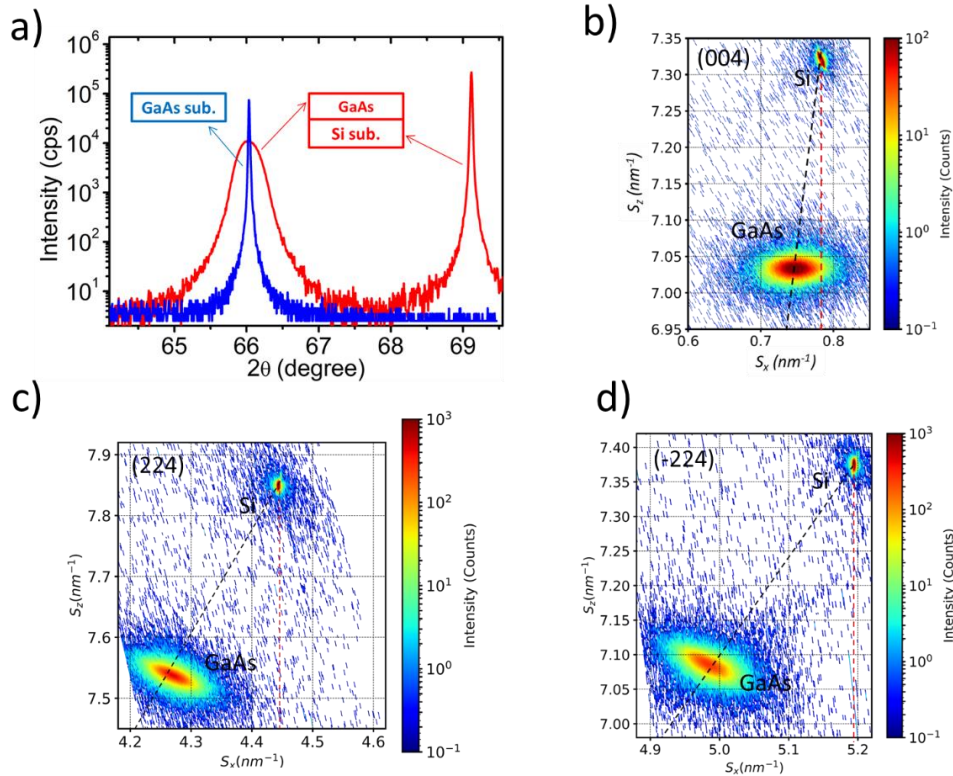 a)
10⁶
10⁵
10⁴
10³
10²
10¹
Intensity (cps)
GaAs sub.
GaAs
Si sub.
65 66 67 68 69
2θ (degree)
b)
(004)
Si
GaAs
7.35
7.30
7.25
7.20
7.15
7.10
7.05
7.00
6.95
S_z (nm⁻¹)
0.6 0.7 0.8
S_x (nm⁻¹)
10²
10¹
10⁰
10⁻¹
Intensity (Counts)
c)
(224)
Si
GaAs
7.9
7.8
7.7
7.6
7.5
S_z(nm⁻¹)
4.2 4.3 4.4 4.5 4.6
S_x(nm⁻¹)
10³
10²
10¹
10⁰
10⁻¹
Intensity (Counts)
d)
(-224)
Si
GaAs
7.40
7.35
7.30
7.25
7.20
7.15
7.10
7.05
7.00
S_z(nm⁻¹)
4.9 5.0 5.1 5.2
S_x(nm⁻¹)
10³
10²
10¹
10⁰
10⁻¹
Intensity (Counts)